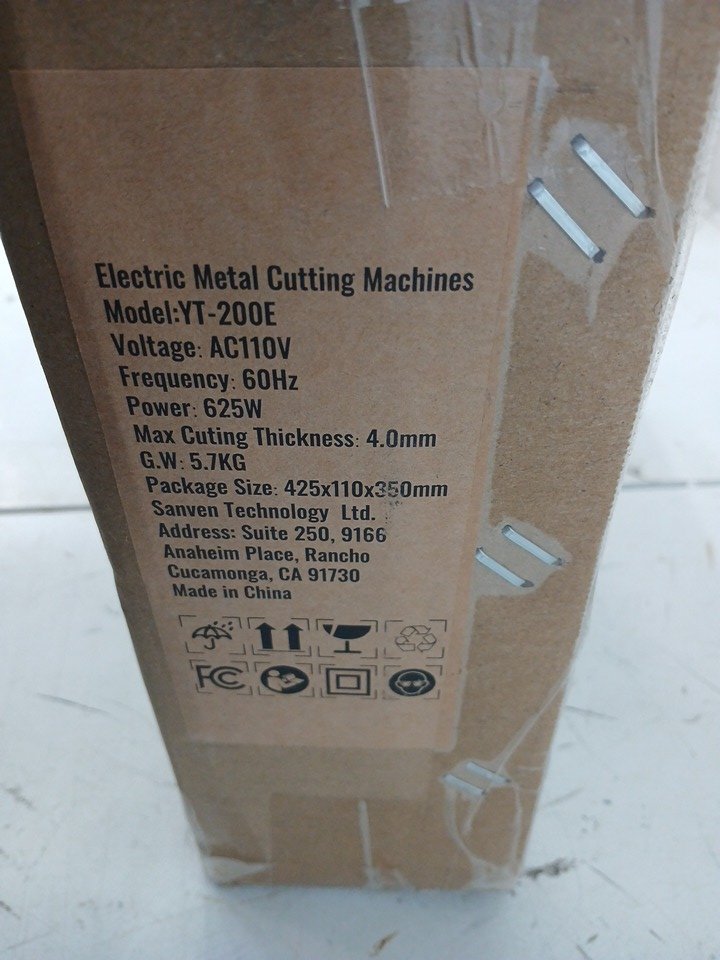 Electric Metal Cutting Machines
Model:YT-200E
Voltage: AC110V
Frequency: 60Hz
Power: 625W
Max Cuting Thickness: 4.0mm
G.W: 5.7KG
Package Size: 425x110x350mm
Sanven Technology Ltd.
Address: Suite 250, 9166
Anaheim Place, Rancho
Cucamonga, CA 91730
Made in China
FC